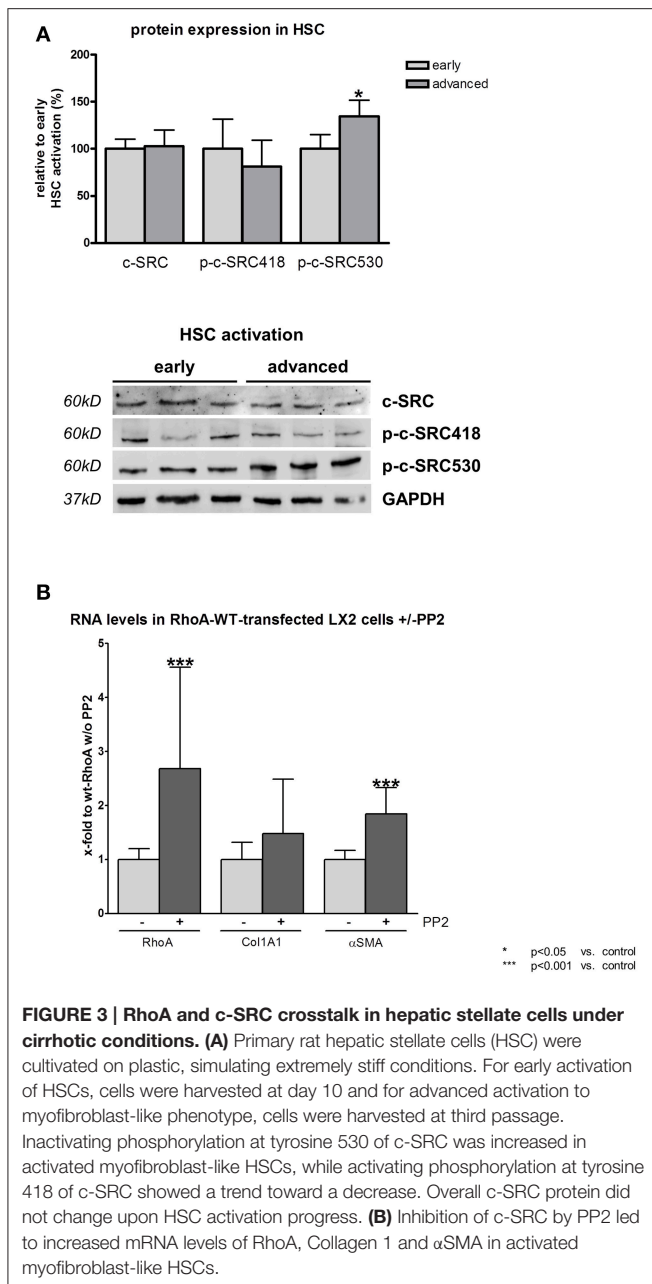 A
protein expression in HSC
relative to early
HSC activation (%)
200
150
100
50
0
*
early
advanced
c-SRC p-c-SRC418 p-c-SRC530
HSC activation
early advanced
60kD c-SRC
60kD p-c-SRC418
60kD p-c-SRC530
37kD GAPDH
B
RNA levels in RhoA-WT-transfected LX2 cells +/-PP2
x-fold to wt-RhoA w/o PP2
5
4
3
2
1
0
*** ***
- + - + - + PP2
RhoA Col1A1 αSMA
* p<0.05 vs. control
*** p<0.001 vs. control
FIGURE 3 | RhoA and c-SRC crosstalk in hepatic stellate cells under
cirrhotic conditions. (A) Primary rat hepatic stellate cells (HSC) were
cultivated on plastic, simulating extremely stiff conditions. For early activation
of HSCs, cells were harvested at day 10 and for advanced activation to
myofibroblast-like phenotype, cells were harvested at third passage.
Inactivating phosphorylation at tyrosine 530 of c-SRC was increased in
activated myofibroblast-like HSCs, while activating phosphorylation at tyrosine
418 of c-SRC showed a trend toward a decrease. Overall c-SRC protein did
not change upon HSC activation progress. (B) Inhibition of c-SRC by PP2 led
to increased mRNA levels of RhoA, Collagen 1 and αSMA in activated
myofibroblast-like HSCs.